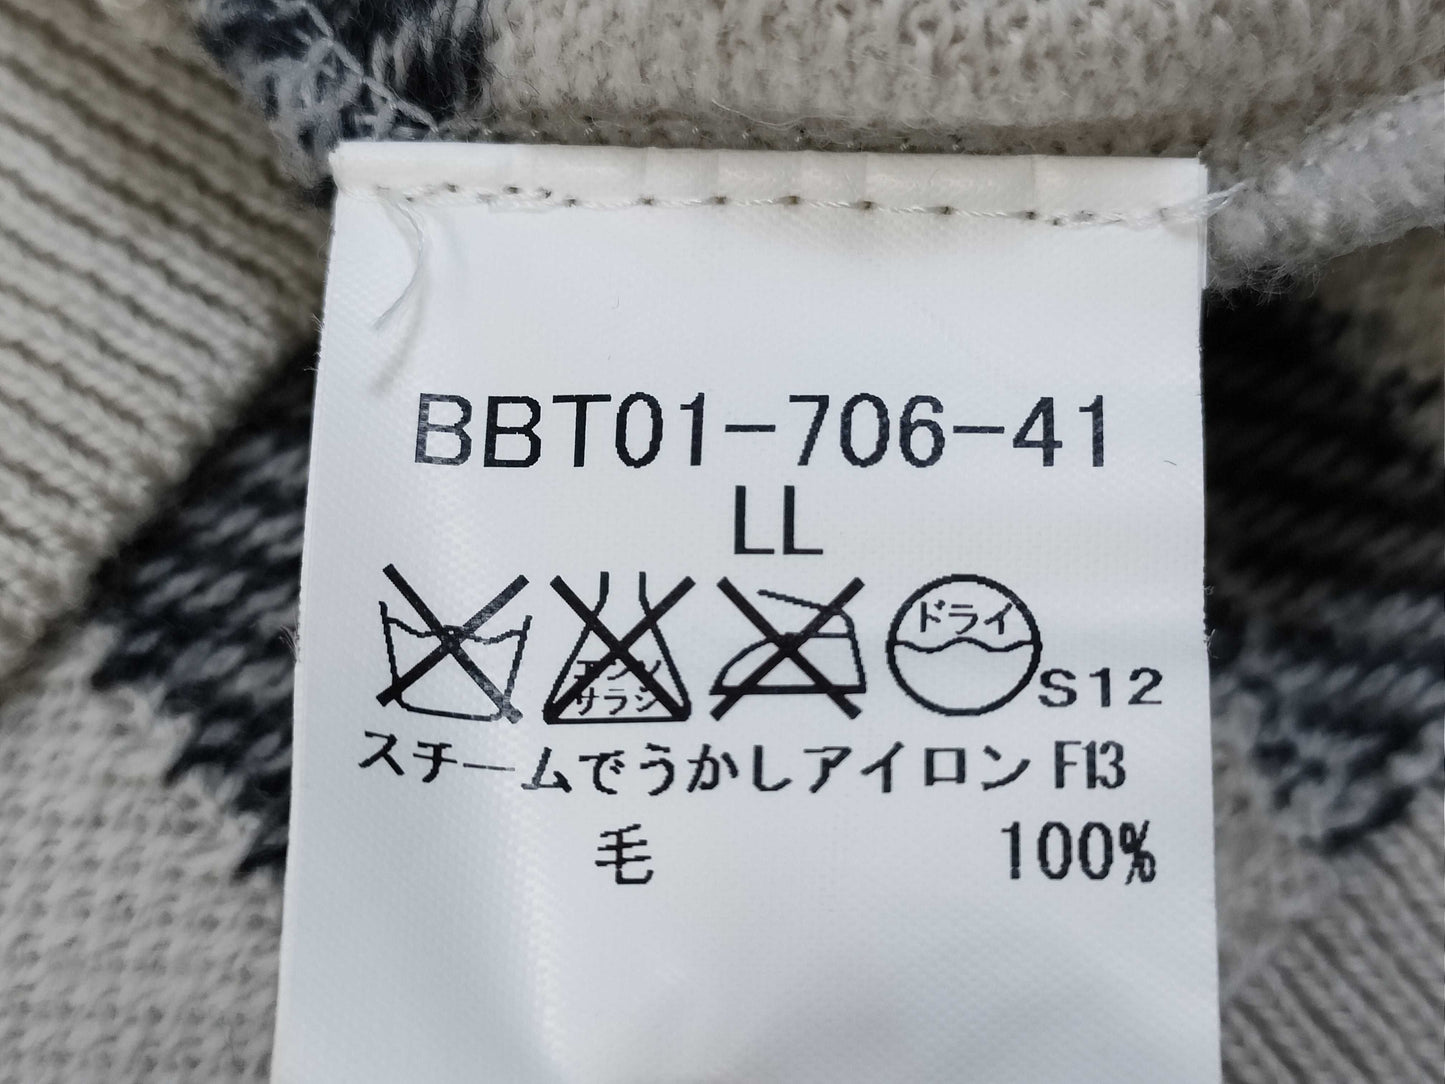 BBT01-706-41
LL
エンソ
サラシ
ドライ
S12
スチームでうかしアイロン F13
毛 100%